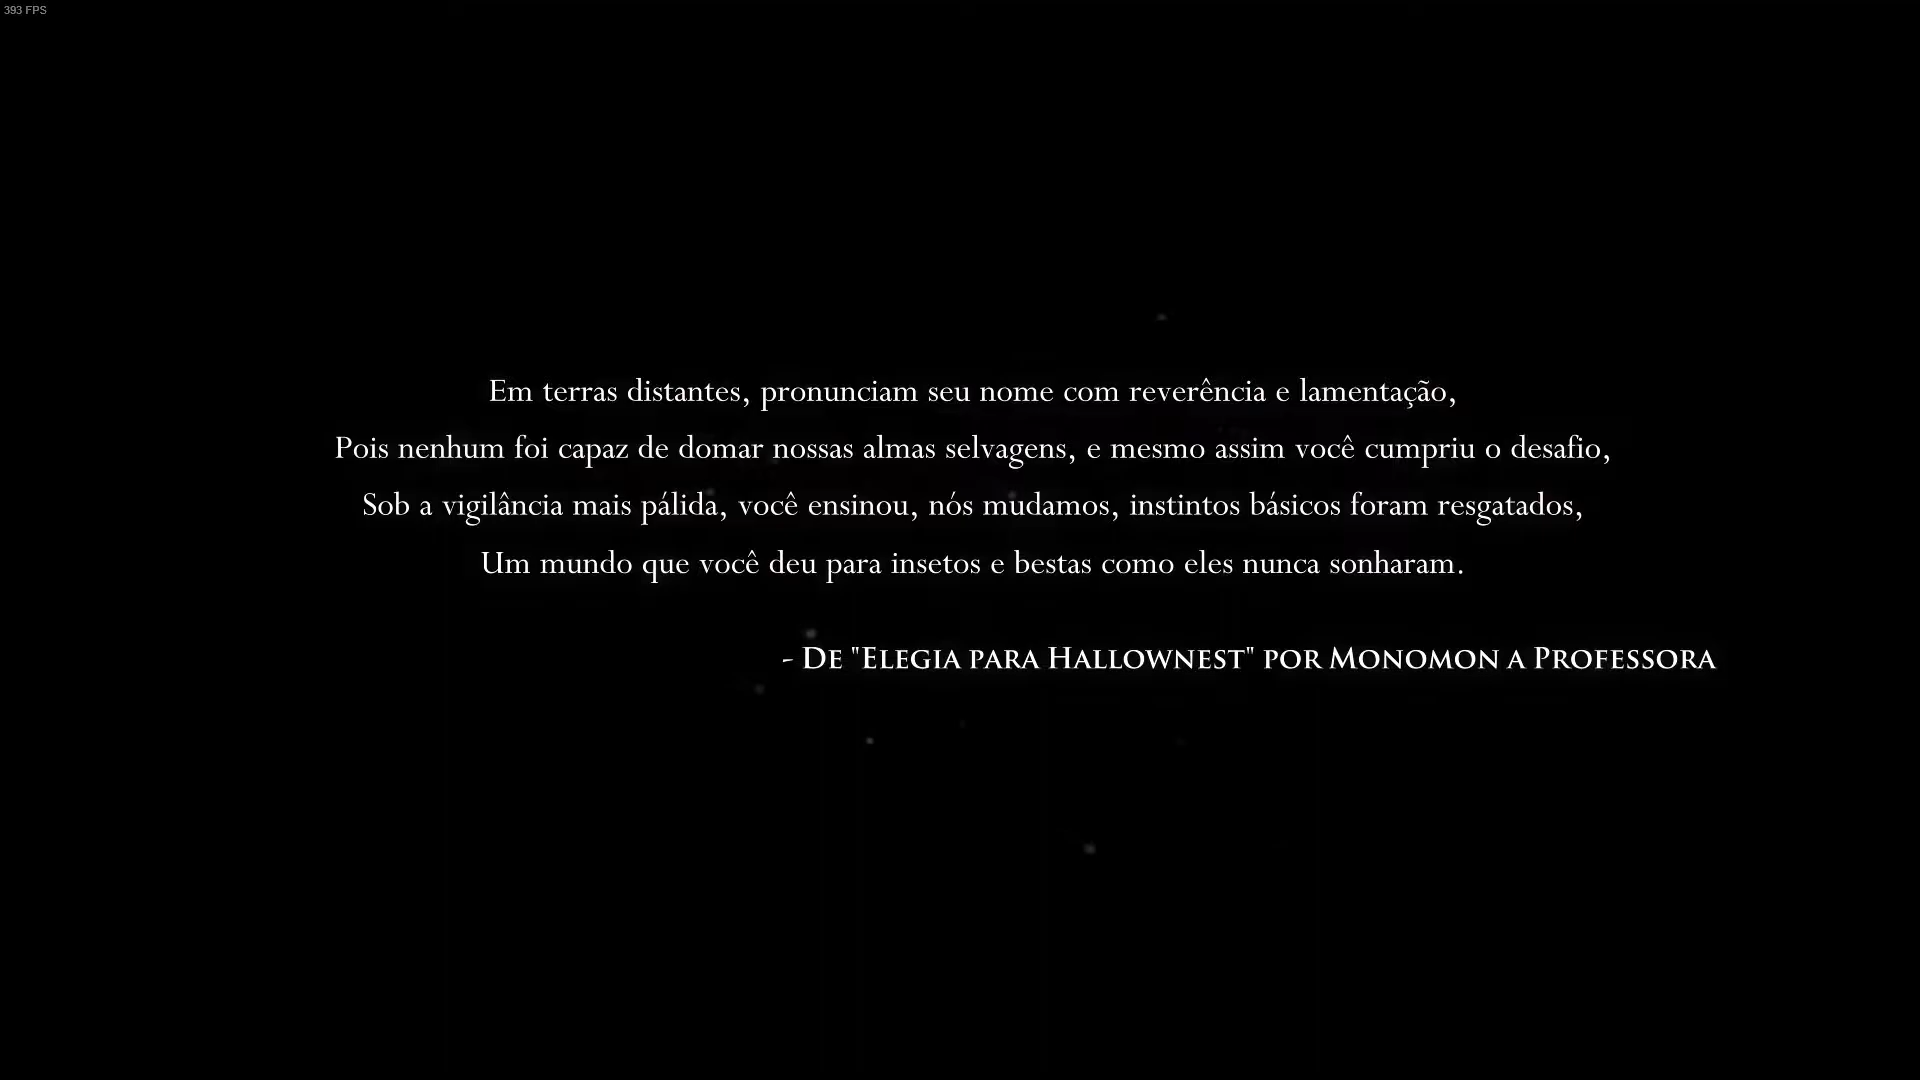 393 FPS
Em terras distantes, pronunciam seu nome com reverência e lamentação,
Pois nenhum foi capaz de domar nossas almas selvagens, e mesmo assim você cumpriu o desafio,
Sob a vigilância mais pálida, você ensinou, nós mudamos, instintos básicos foram resgatados,
Um mundo que você deu para insetos e bestas como eles nunca sonharam.
- De "Elegia para Hallownest" por Monomon a Professora